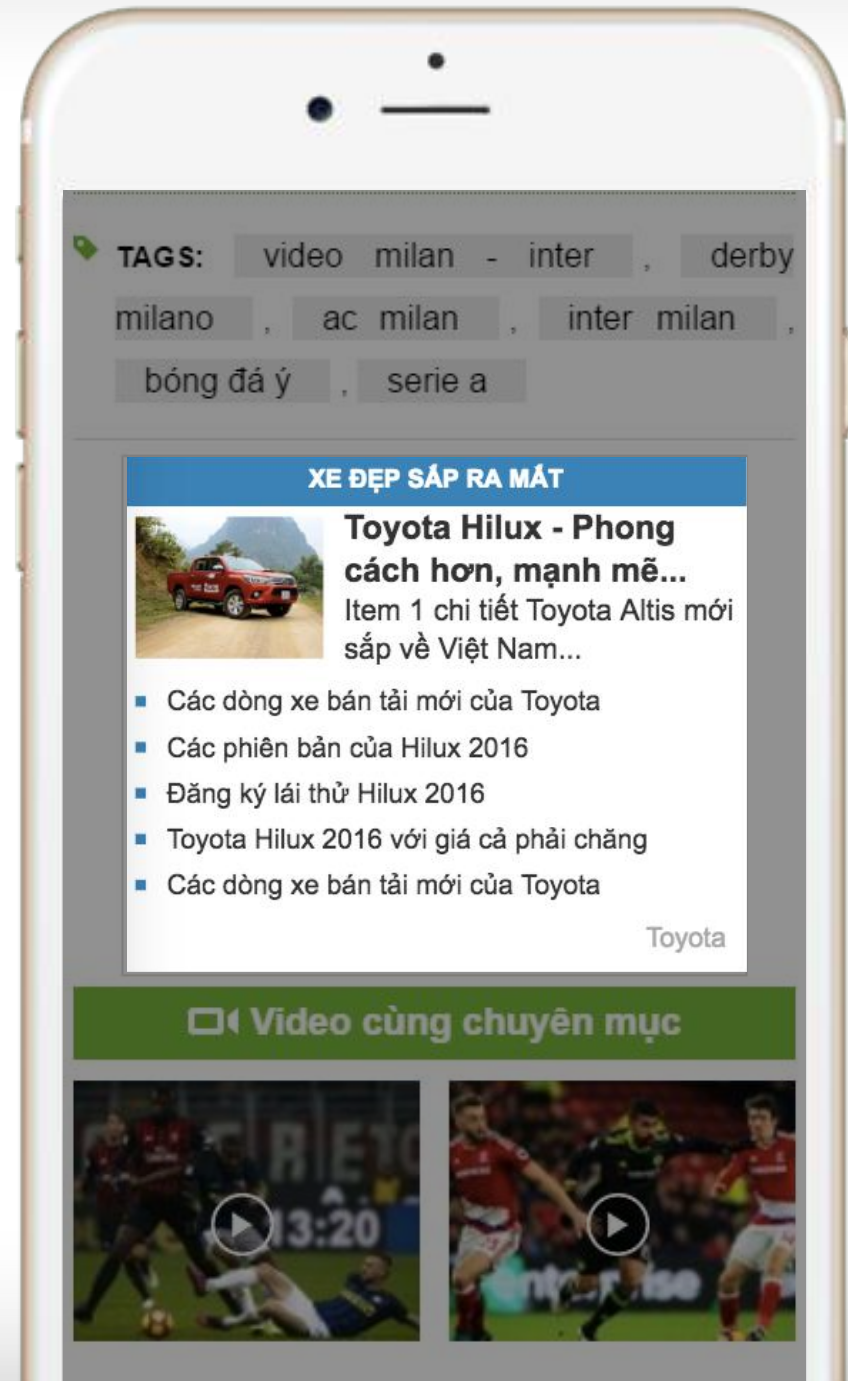 TAGS: video milan - inter , derby
milano , ac milan , inter milan ,
bóng đá ý , serie a
XE ĐẸP SẮP RA MẮT
Toyota Hilux - Phong
cách hơn, mạnh mẽ...
Item 1 chi tiết Toyota Altis mới
sắp về Việt Nam...
Các dòng xe bán tải mới của Toyota
Các phiên bản của Hilux 2016
Đăng ký lái thử Hilux 2016
Toyota Hilux 2016 với giá cả phải chăng
Các dòng xe bán tải mới của Toyota
Toyota
Video cùng chuyên mục
13:20